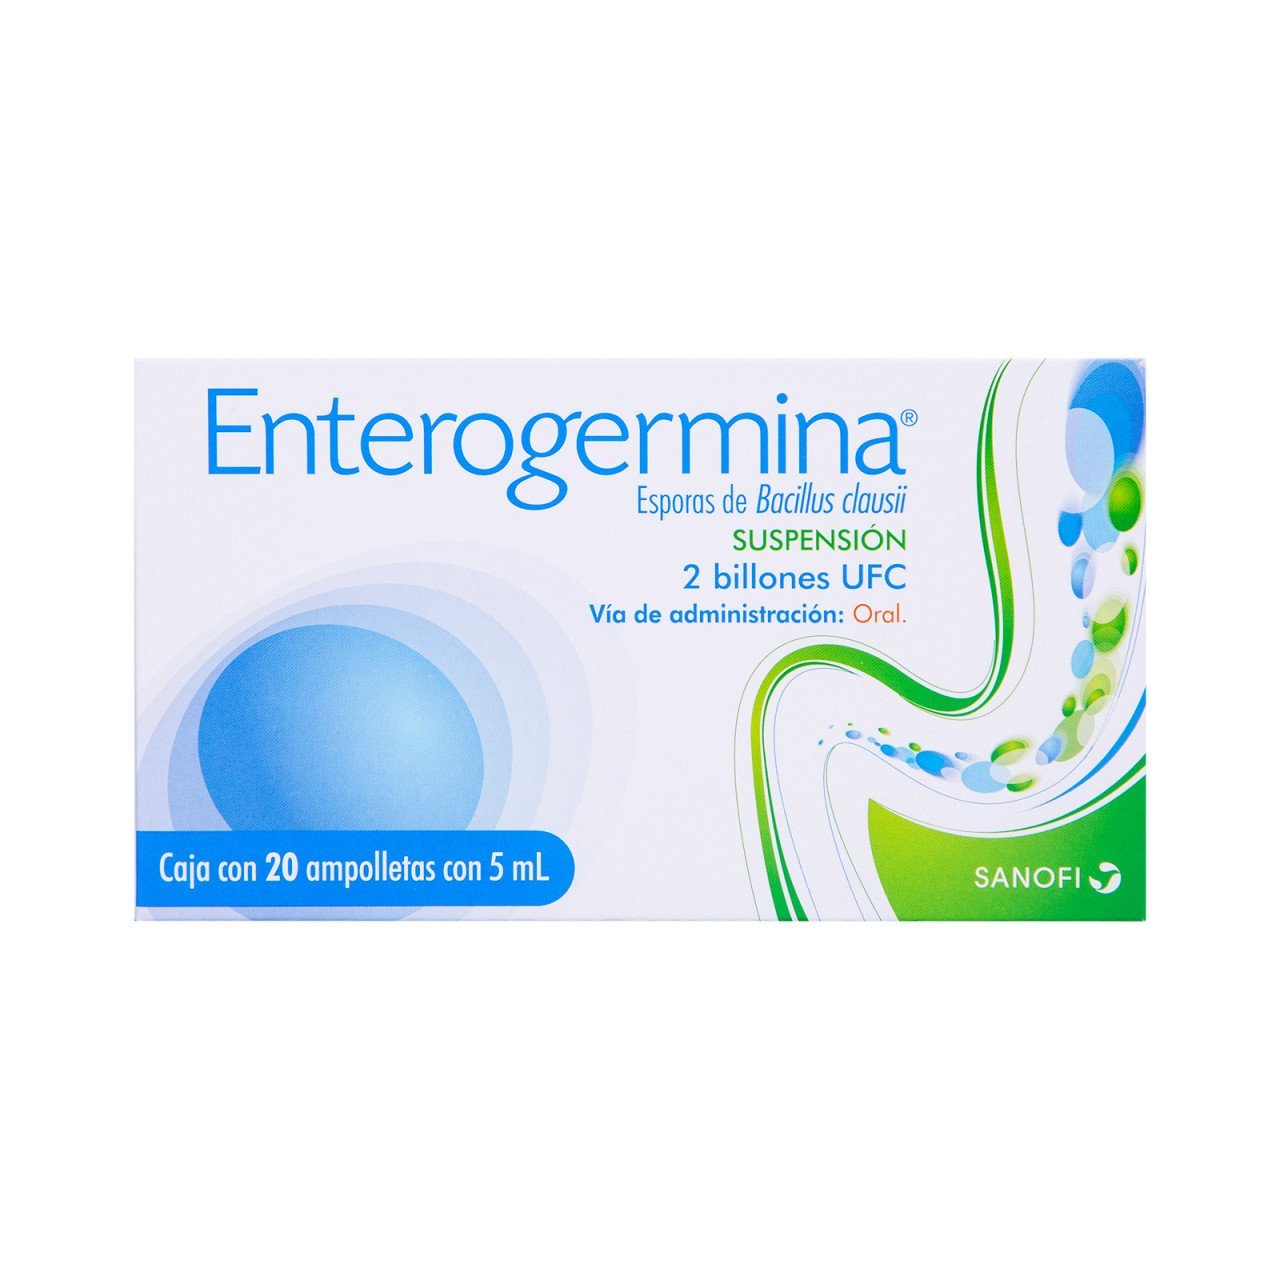 Enterogermina®
Esporas de Bacillus clausii
SUSPENSIÓN
2 billones UFC
Vía de administración: Oral.
Caja con 20 ampolletas con 5 mL
SANOFI